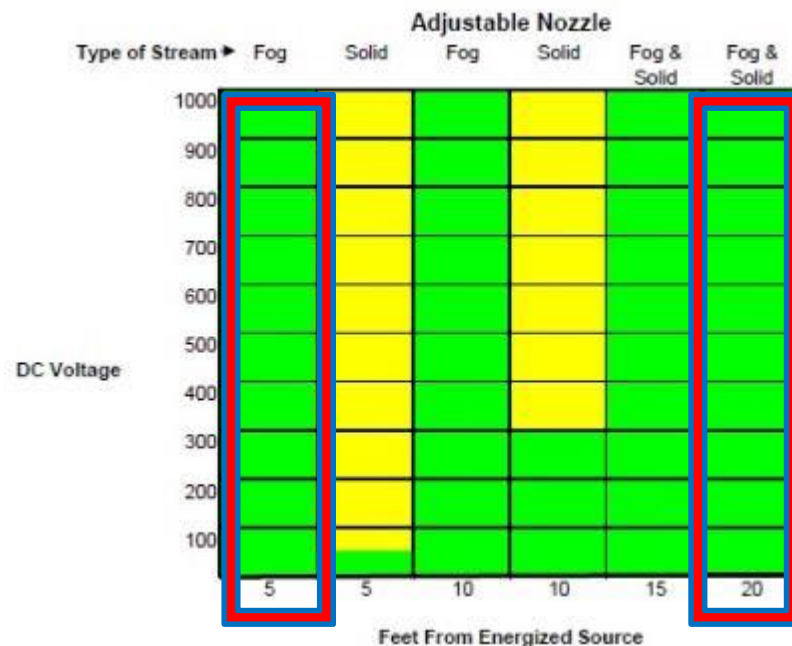 Adjustable Nozzle
Type of Stream► Fog Solid Fog Solid Fog & Solid Fog & Solid
1000
900
800
700
600
500
DC Voltage
400
300
200
100
5 5 10 10 15 20
Feet From Energized Source